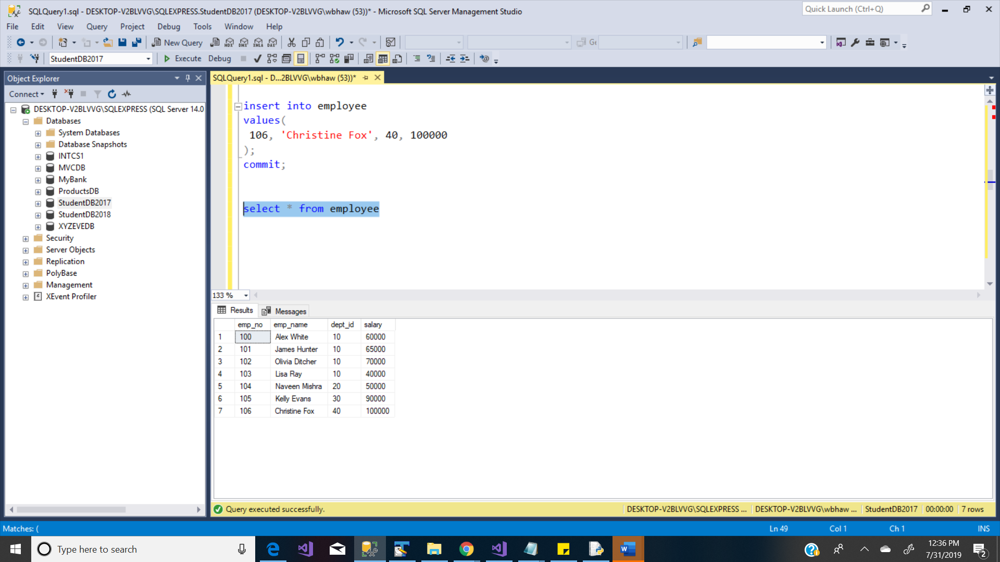 SQLQuery1.sql - DESKTOP-V2BLVVG\SQLEXPRESS.StudentDB2017 (DESKTOP-V2BLVVG\wbhaw (53))* - Microsoft SQL Server Management Studio
Quick Launch (Ctrl+Q)
File Edit View Query Project Debug Tools Window Help
New Query MDX DMX XMLA DAX
StudentDB2017 Execute Debug
Object Explorer
Connect
DESKTOP-V2BLVVG\SQLEXPRESS (SQL Server 14.0
Databases
System Databases
Database Snapshots
INTCS1
MVCDB
MyBank
ProductsDB
StudentDB2017
StudentDB2018
XYZEVEDB
Security
Server Objects
Replication
PolyBase
Management
XEvent Profiler
SQLQuery1.sql - D...2BLVVG\wbhaw (53))*
insert into employee
values(
106, 'Christine Fox', 40, 100000
);
commit;
select * from employee
133 %
Results Messages
emp_no emp_name dept_id salary
1 100 Alex White 10 60000
2 101 James Hunter 10 65000
3 102 Olivia Ditcher 10 70000
4 103 Lisa Ray 10 40000
5 104 Naveen Mishra 20 50000
6 105 Kelly Evans 30 90000
7 106 Christine Fox 40 100000
Query executed successfully. DESKTOP-V2BLVVG\SQLEXPRESS ... DESKTOP-V2BLVVG\wbhaw ... StudentDB2017 00:00:00 7 rows
Matches: ( Ln 49 Col 1 Ch 1 INS
Type here to search
12:36 PM
7/31/2019
2